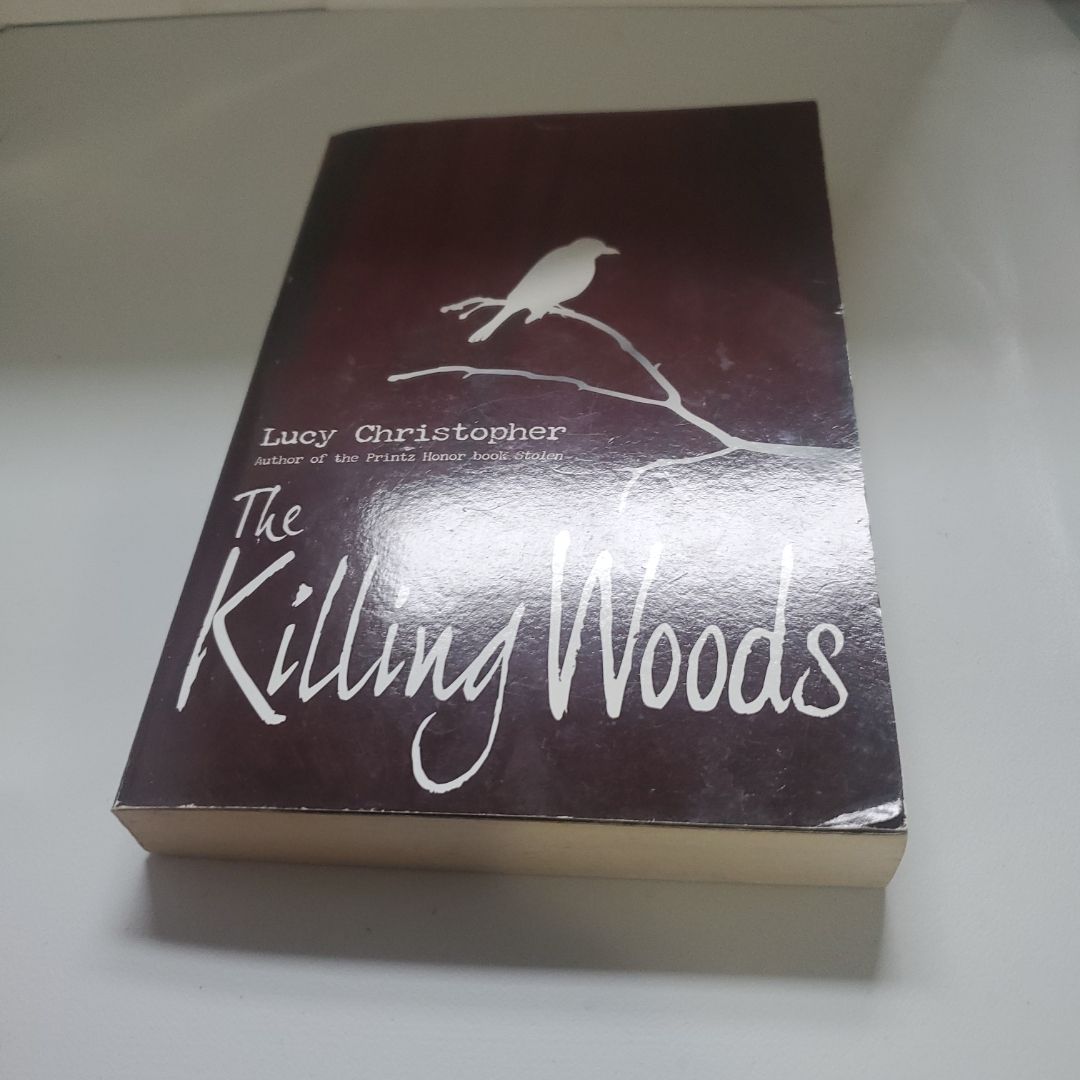 Lucy Christopher
Author of the Printz Honor book Stolen
The
Killing Woods